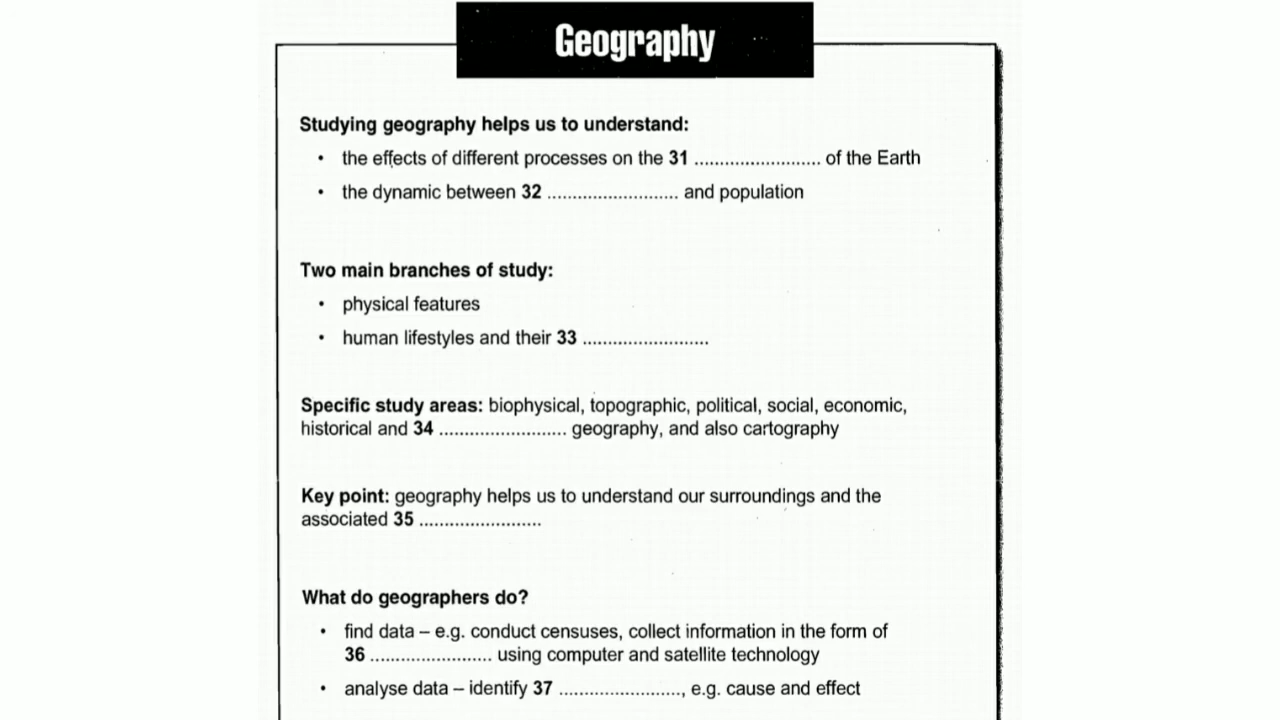 Geography
Studying geography helps us to understand:
• the effects of different processes on the 31 ......................... of the Earth
• the dynamic between 32 .......................... and population
Two main branches of study:
• physical features
• human lifestyles and their 33 .........................
Specific study areas: biophysical, topographic, political, social, economic,
historical and 34 ......................... geography, and also cartography
Key point: geography helps us to understand our surroundings and the
associated 35 ........................
What do geographers do?
• find data – e.g. conduct censuses, collect information in the form of
36 ........................ using computer and satellite technology
• analyse data – identify 37 ........................, e.g. cause and effect